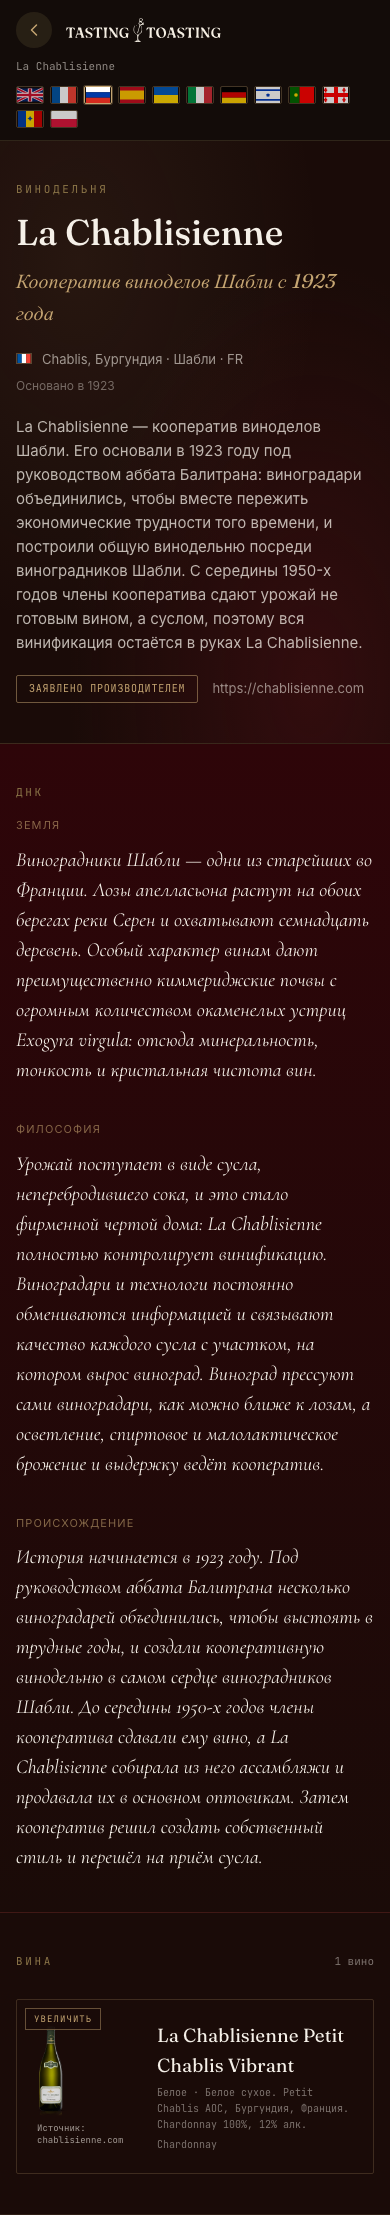 TASTING TOASTING
La Chablisienne
ВИНОДЕЛЬНЯ
La Chablisienne
Кооператив виноделов Шабли с 1923
года
Chablis, Бургундия · Шабли · FR
Основано в 1923
La Chablisienne — кооператив виноделов
Шабли. Его основали в 1923 году под
руководством аббата Балитрана: виноградари
объединились, чтобы вместе пережить
экономические трудности того времени, и
построили общую винодельню посреди
виноградников Шабли. С середины 1950-х
годов члены кооператива сдают урожай не
готовым вином, а суслом, поэтому вся
винификация остаётся в руках La Chablisienne.
ЗАЯВЛЕНО ПРОИЗВОДИТЕЛЕМ https://chablisienne.com
ДНК
ЗЕМЛЯ
Виноградники Шабли — одни из старейших во
Франции. Лозы апелласьона растут на обоих
берегах реки Серен и охватывают семнадцать
деревень. Особый характер винам дают
преимущественно киммериджские почвы с
огромным количеством окаменелых устриц
Exogyra virgula: отсюда минеральность,
тонкость и кристальная чистота вин.
ФИЛОСОФИЯ
Урожай поступает в виде сусла,
неперебродившего сока, и это стало
фирменной чертой дома: La Chablisienne
полностью контролирует винификацию.
Виноградари и технологи постоянно
обмениваются информацией и связывают
качество каждого сусла с участком, на
котором вырос виноград. Виноград прессуют
сами виноградари, как можно ближе к лозам, а
осветление, спиртовое и малолактическое
брожение и выдержку ведёт кооператив.
ПРОИСХОЖДЕНИЕ
История начинается в 1923 году. Под
руководством аббата Балитрана несколько
виноградарей объединились, чтобы выстоять в
трудные годы, и создали кооперативную
винодельню в самом сердце виноградников
Шабли. До середины 1950-х годов члены
кооператива сдавали ему вино, а La
Chablisienne собирала из него ассамбляжи и
продавала их в основном оптовикам. Затем
кооператив решил создать собственный
стиль и перешёл на приём сусла.
ВИНА 1 вино
УВЕЛИЧИТЬ
Источник:
chablisienne.com
La Chablisienne Petit
Chablis Vibrant
Белое · Белое сухое. Petit
Chablis AOC, Бургундия, Франция.
Chardonnay 100%, 12% алк.
Chardonnay